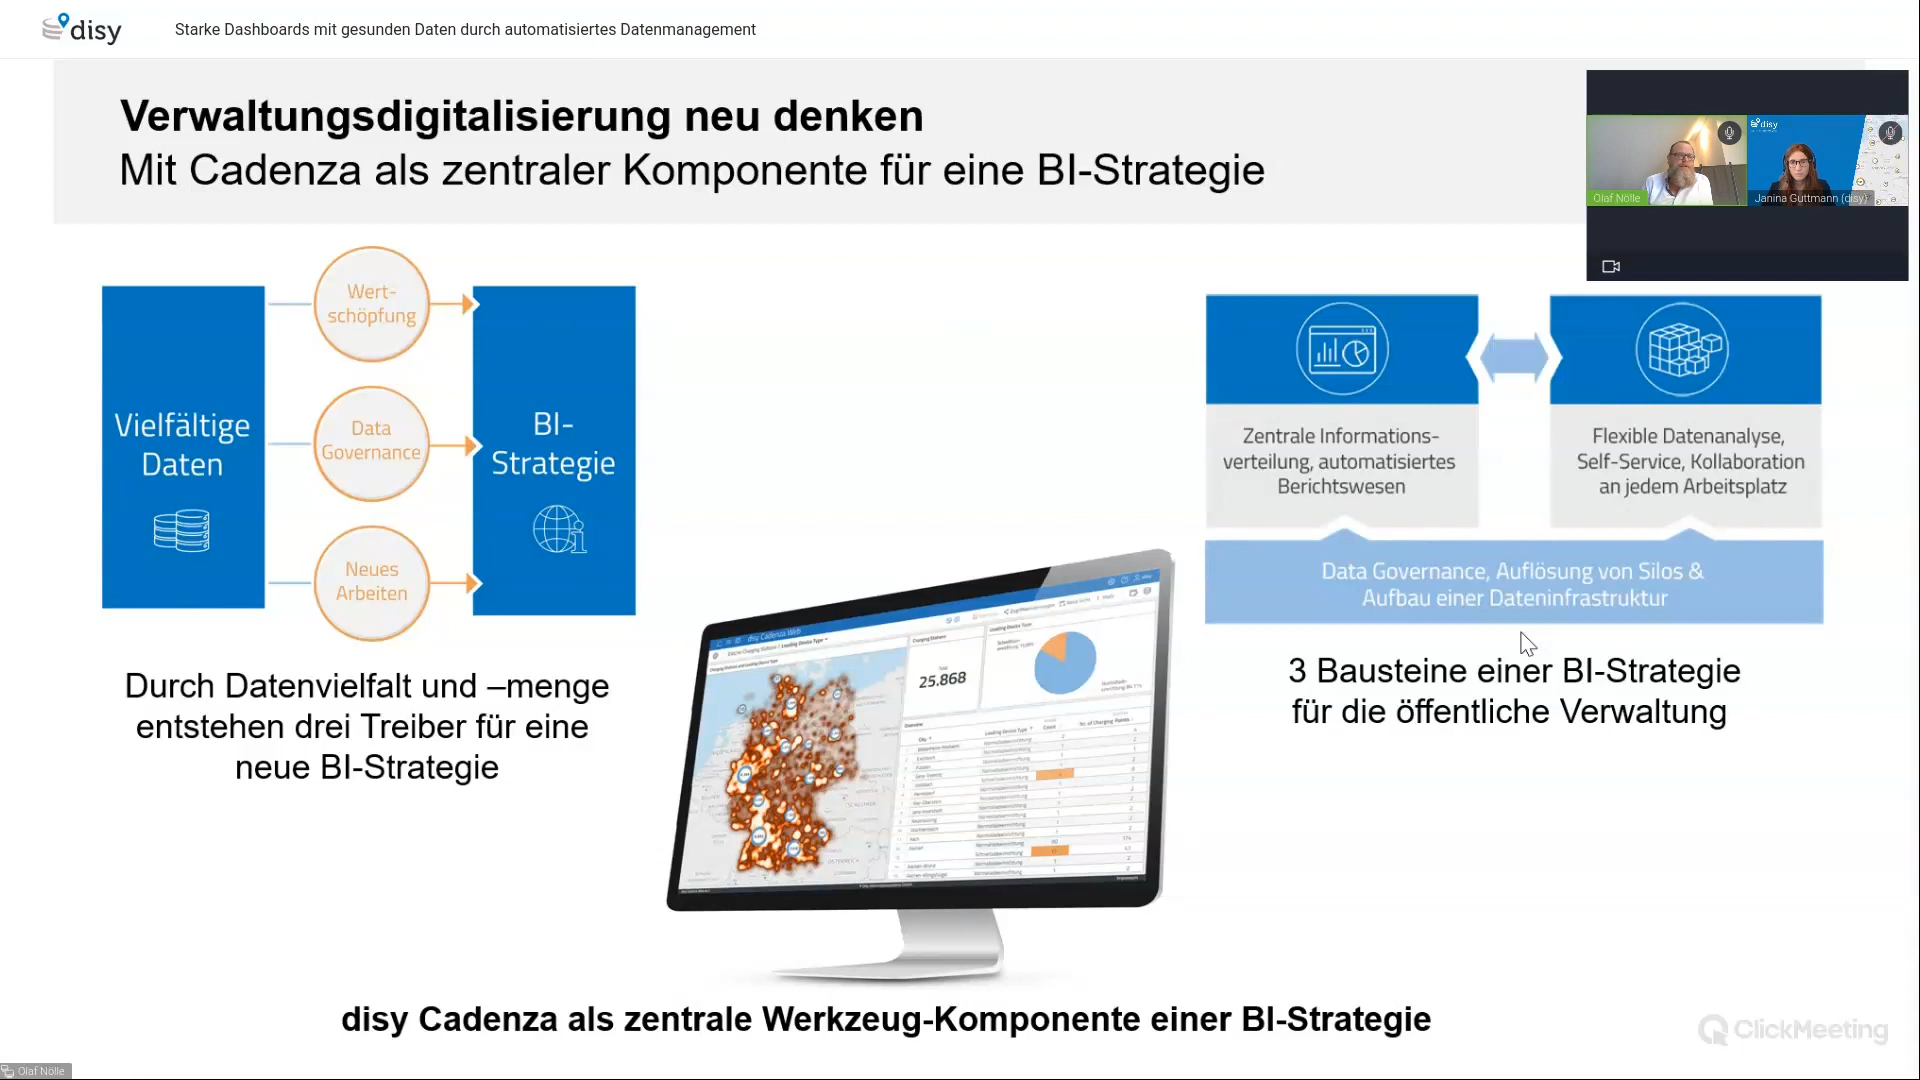 disy
Starke Dashboards mit gesunden Daten durch automatisiertes Datenmanagement
Verwaltungsdigitalisierung neu denken
Mit Cadenza als zentraler Komponente für eine BI-Strategie
disy
Olaf Nölle
Janina Guttmann (disy)
Vielfältige
Daten
Wert-
schöpfung
Data
Governance
Neues
Arbeiten
BI-
Strategie
Durch Datenvielfalt und –menge
entstehen drei Treiber für eine
neue BI-Strategie
disy Cadenza Web
25.868
Zentrale Informations-
verteilung, automatisiertes
Berichtswesen
Flexible Datenanalyse,
Self-Service, Kollaboration
an jedem Arbeitsplatz
Data Governance, Auflösung von Silos &
Aufbau einer Dateninfrastruktur
3 Bausteine einer BI-Strategie
für die öffentliche Verwaltung
disy Cadenza als zentrale Werkzeug-Komponente einer BI-Strategie
ClickMeeting
Olaf Nölle